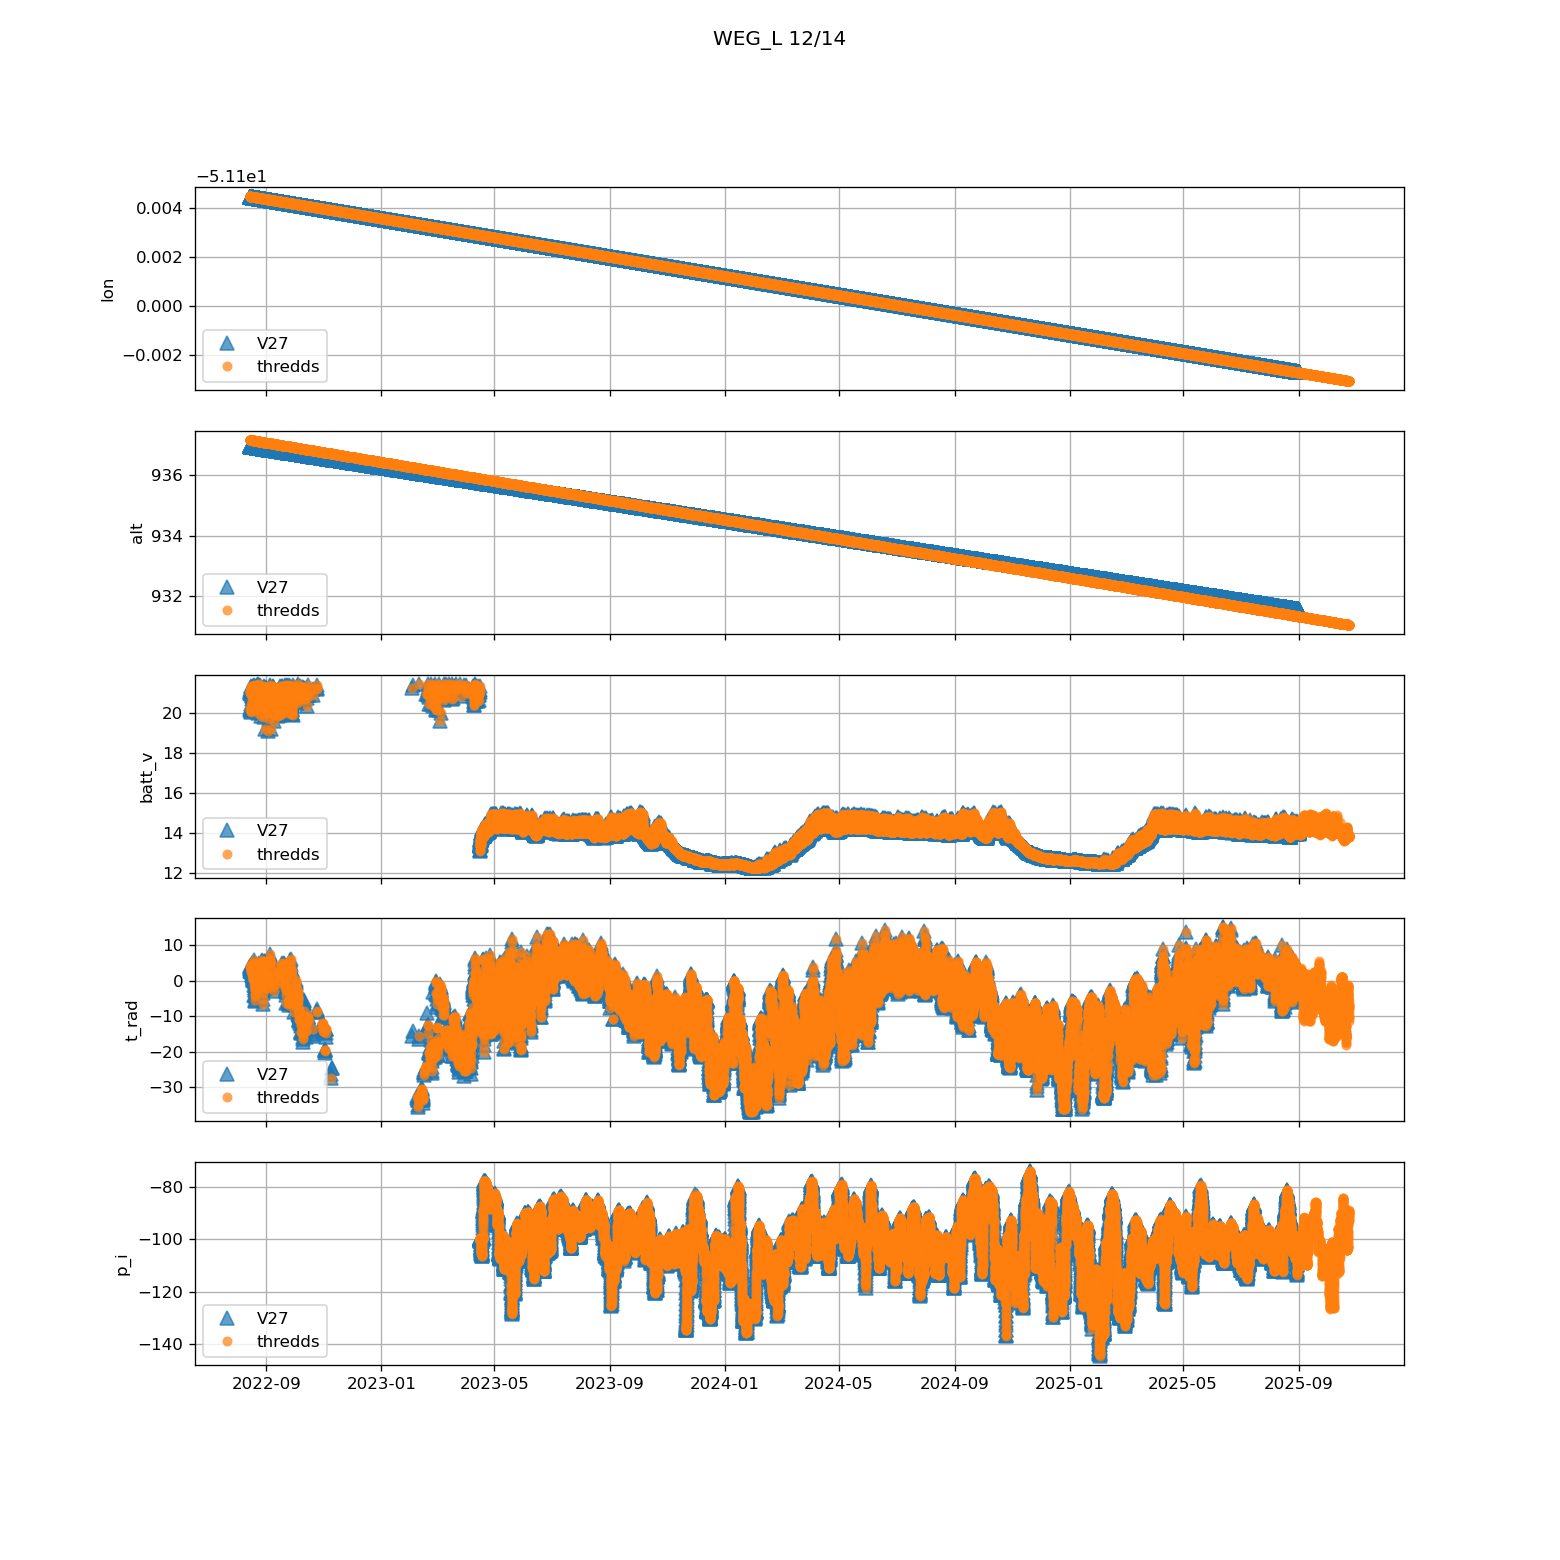 WEG_L 12/14
−5.11e1
0.004
0.002
0.000
−0.002
lon
V27
thredds
936
934
932
alt
V27
thredds
20
18
16
14
12
batt_v
V27
thredds
10
0
−10
−20
−30
t_rad
V27
thredds
−80
−100
−120
−140
p_i
V27
thredds
2022-09 2023-01 2023-05 2023-09 2024-01 2024-05 2024-09 2025-01 2025-05 2025-09